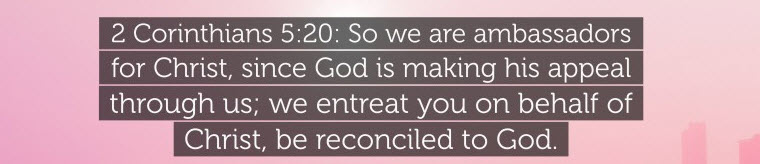 2 Corinthians 5:20: So we are ambassadors
for Christ, since God is making his appeal
through us; we entreat you on behalf of
Christ, be reconciled to God.